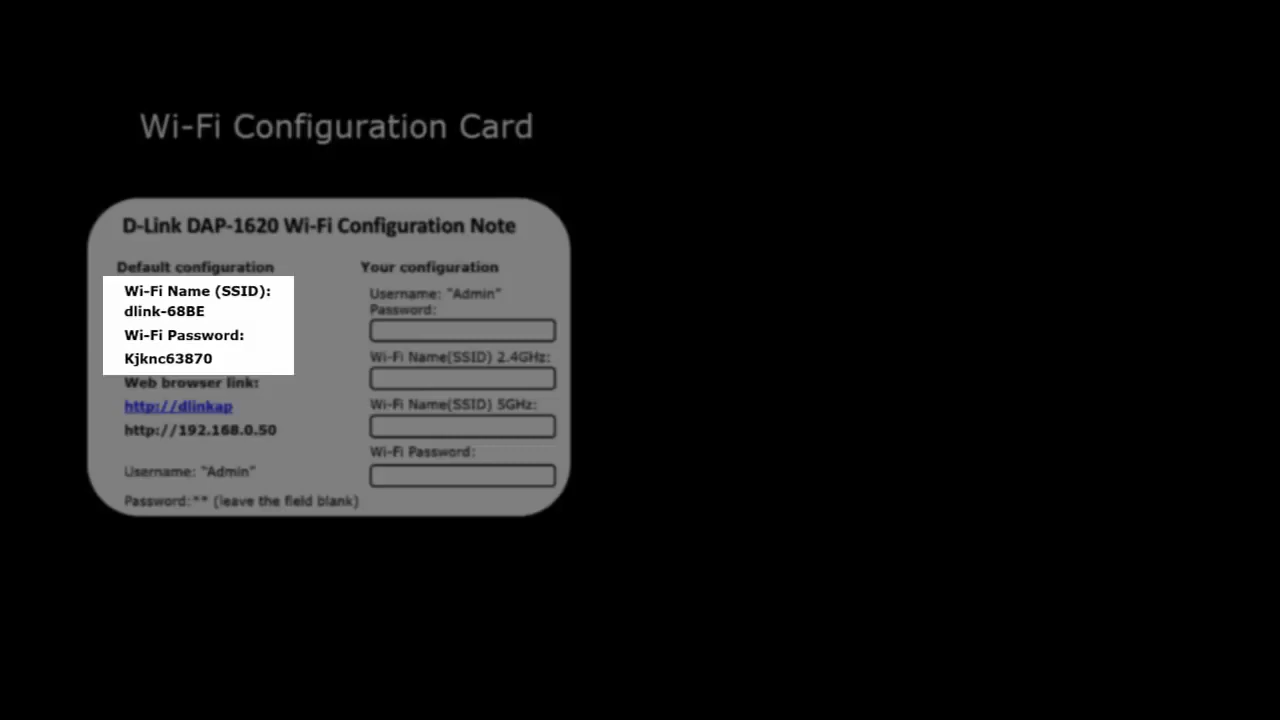 Wi-Fi Configuration Card
D-Link DAP-1620 Wi-Fi Configuration Note
Default configuration
Wi-Fi Name (SSID):
dlink-68BE
Wi-Fi Password:
Kjknc63870
Web browser link:
http://dlinkap
http://192.168.0.50
Username: "Admin"
Password:"" (leave the field blank)
Your configuration
Username: "Admin"
Password:
Wi-Fi Name(SSID) 2.4GHz:
Wi-Fi Name(SSID) 5GHz:
Wi-Fi Password: